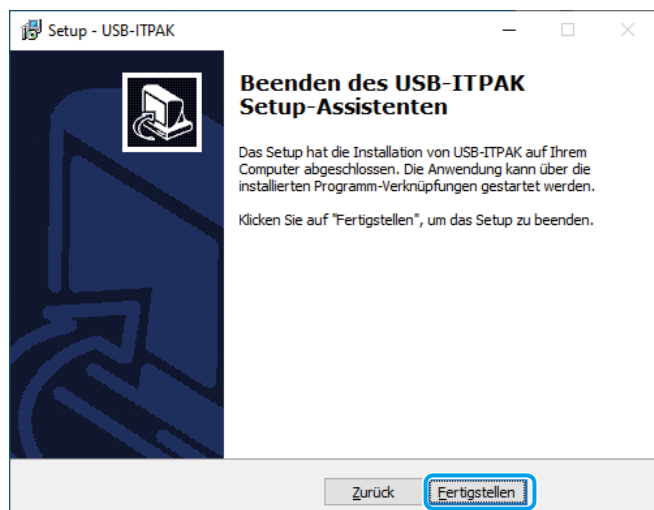 Setup - USB-ITPAK
Beenden des USB-ITPAK
Setup-Assistenten
Das Setup hat die Installation von USB-ITPAK auf Ihrem
Computer abgeschlossen. Die Anwendung kann über die
installierten Programm-Verknüpfungen gestartet werden.
Klicken Sie auf "Fertigstellen", um das Setup zu beenden.
Zurück
Fertigstellen